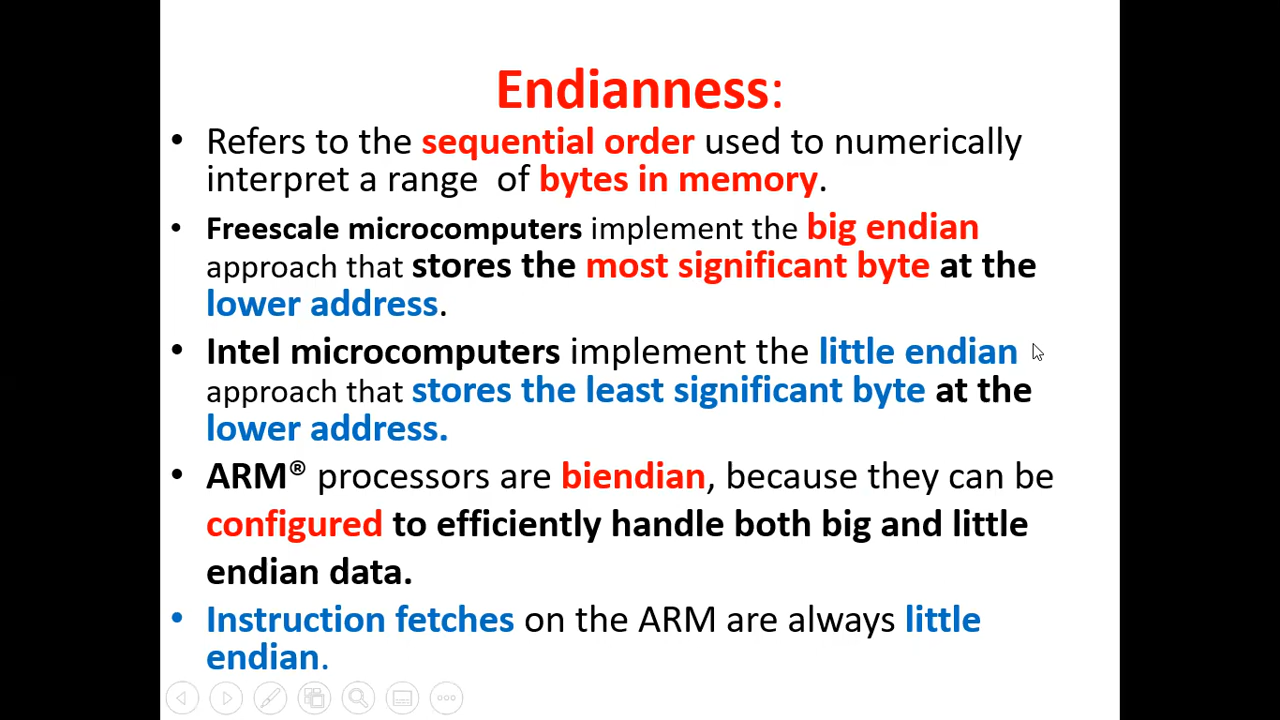 Endianness:
• Refers to the sequential order used to numerically
interpret a range of bytes in memory.
• Freescale microcomputers implement the big endian
approach that stores the most significant byte at the
lower address.
• Intel microcomputers implement the little endian
approach that stores the least significant byte at the
lower address.
• ARM® processors are biendian, because they can be
configured to efficiently handle both big and little
endian data.
• Instruction fetches on the ARM are always little
endian.